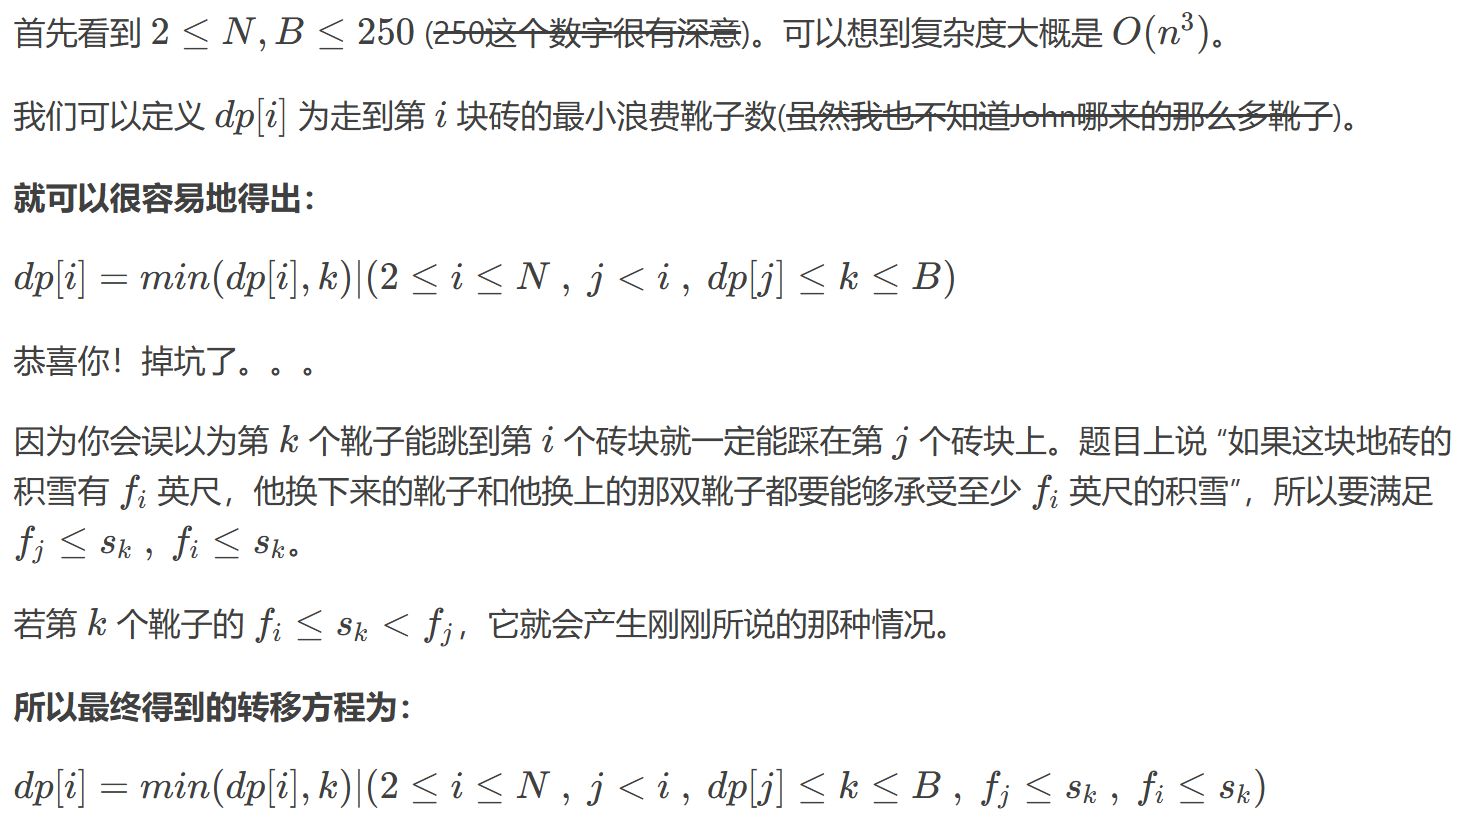 首先看到 2 ≤ N, B ≤ 250 (250这个数字很有深意)。可以想到复杂度大概是 O(n³)。
我们可以定义 dp[i] 为走到第 i 块砖的最小浪费靴子数(虽然我也不知道John哪来的那么多靴子)。
就可以很容易地得出：
dp[i] = min(dp[i], k)|(2 ≤ i ≤ N , j < i , dp[j] ≤ k ≤ B)
恭喜你！掉坑了。。。
因为你会误以为第 k 个靴子能跳到第 i 个砖块就一定能踩在第 j 个砖块上。题目上说 “如果这块地砖的
积雪有 fᵢ 英尺，他换下来的靴子和他换上的那双靴子都要能够承受至少 fᵢ 英尺的积雪”，所以要满足
fⱼ ≤ sₖ , fᵢ ≤ sₖ。
若第 k 个靴子的 fᵢ ≤ sₖ < fⱼ，它就会产生刚刚所说的那种情况。
所以最终得到的转移方程为：
dp[i] = min(dp[i], k)|(2 ≤ i ≤ N , j < i , dp[j] ≤ k ≤ B , fⱼ ≤ sₖ , fᵢ ≤ sₖ)